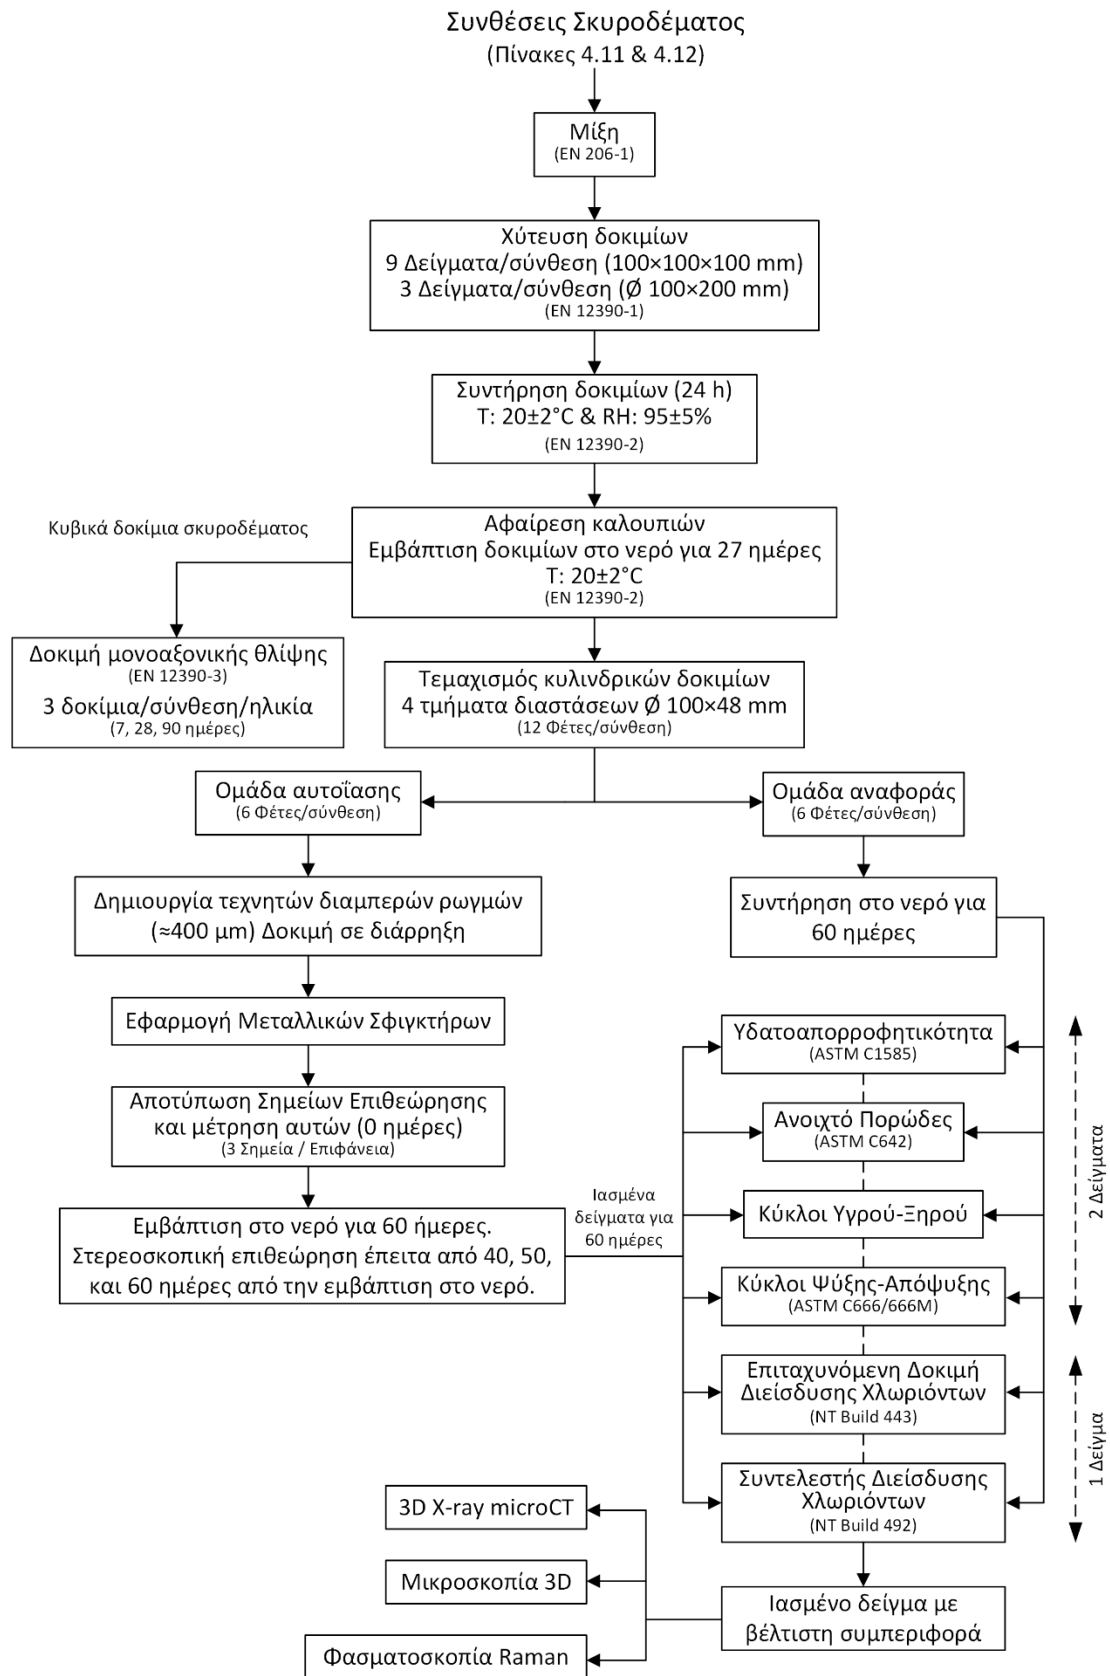 Συνθέσεις Σκυροδέματος
(Πίνακες 4.11 & 4.12)
Μίξη
(EN 206-1)
Χύτευση δοκιμίων
9 Δείγματα/σύνθεση (100×100×100 mm)
3 Δείγματα/σύνθεση (Ø 100×200 mm)
(EN 12390-1)
Συντήρηση δοκιμίων (24 h)
T: 20±2°C & RH: 95±5%
(EN 12390-2)
Κυβικά δοκίμια σκυροδέματος
Αφαίρεση καλουπιών
Εμβάπτιση δοκιμίων στο νερό για 27 ημέρες
T: 20±2°C
(EN 12390-2)
Δοκιμή μονοαξονικής θλίψης
(EN 12390-3)
3 δοκίμια/σύνθεση/ηλικία
(7, 28, 90 ημέρες)
Τεμαχισμός κυλινδρικών δοκιμίων
4 τμήματα διαστάσεων Ø 100×48 mm
(12 Φέτες/σύνθεση)
Ομάδα αυτοΐασης
(6 Φέτες/σύνθεση)
Ομάδα αναφοράς
(6 Φέτες/σύνθεση)
Δημιουργία τεχνητών διαμπερών ρωγμών
(≈400 μm) Δοκιμή σε διάρρηξη
Συντήρηση στο νερό για
60 ημέρες
Εφαρμογή Μεταλλικών Σφιγκτήρων
Αποτύπωση Σημείων Επιθεώρησης
και μέτρηση αυτών (0 ημέρες)
(3 Σημεία / Επιφάνεια)
Εμβάπτιση στο νερό για 60 ήμερες.
Στερεοσκοπική επιθεώρηση έπειτα από 40, 50,
και 60 ημέρες από την εμβάπτιση στο νερό.
Ιασμένα
δείγματα για
60 ημέρες
Υδατοαπορροφητικότητα
(ASTM C1585)
Ανοιχτό Πορώδες
(ASTM C642)
Κύκλοι Υγρού-Ξηρού
Κύκλοι Ψύξης-Απόψυξης
(ASTM C666/666M)
2 Δείγματα
Επιταχυνόμενη Δοκιμή
Διείσδυσης Χλωριόντων
(NT Build 443)
Συντελεστής Διείσδυσης
Χλωριόντων
(NT Build 492)
1 Δείγμα
3D X-ray microCT
Μικροσκοπία 3D
Φασματοσκοπία Raman
Ιασμένο δείγμα με
βέλτιστη συμπεριφορά